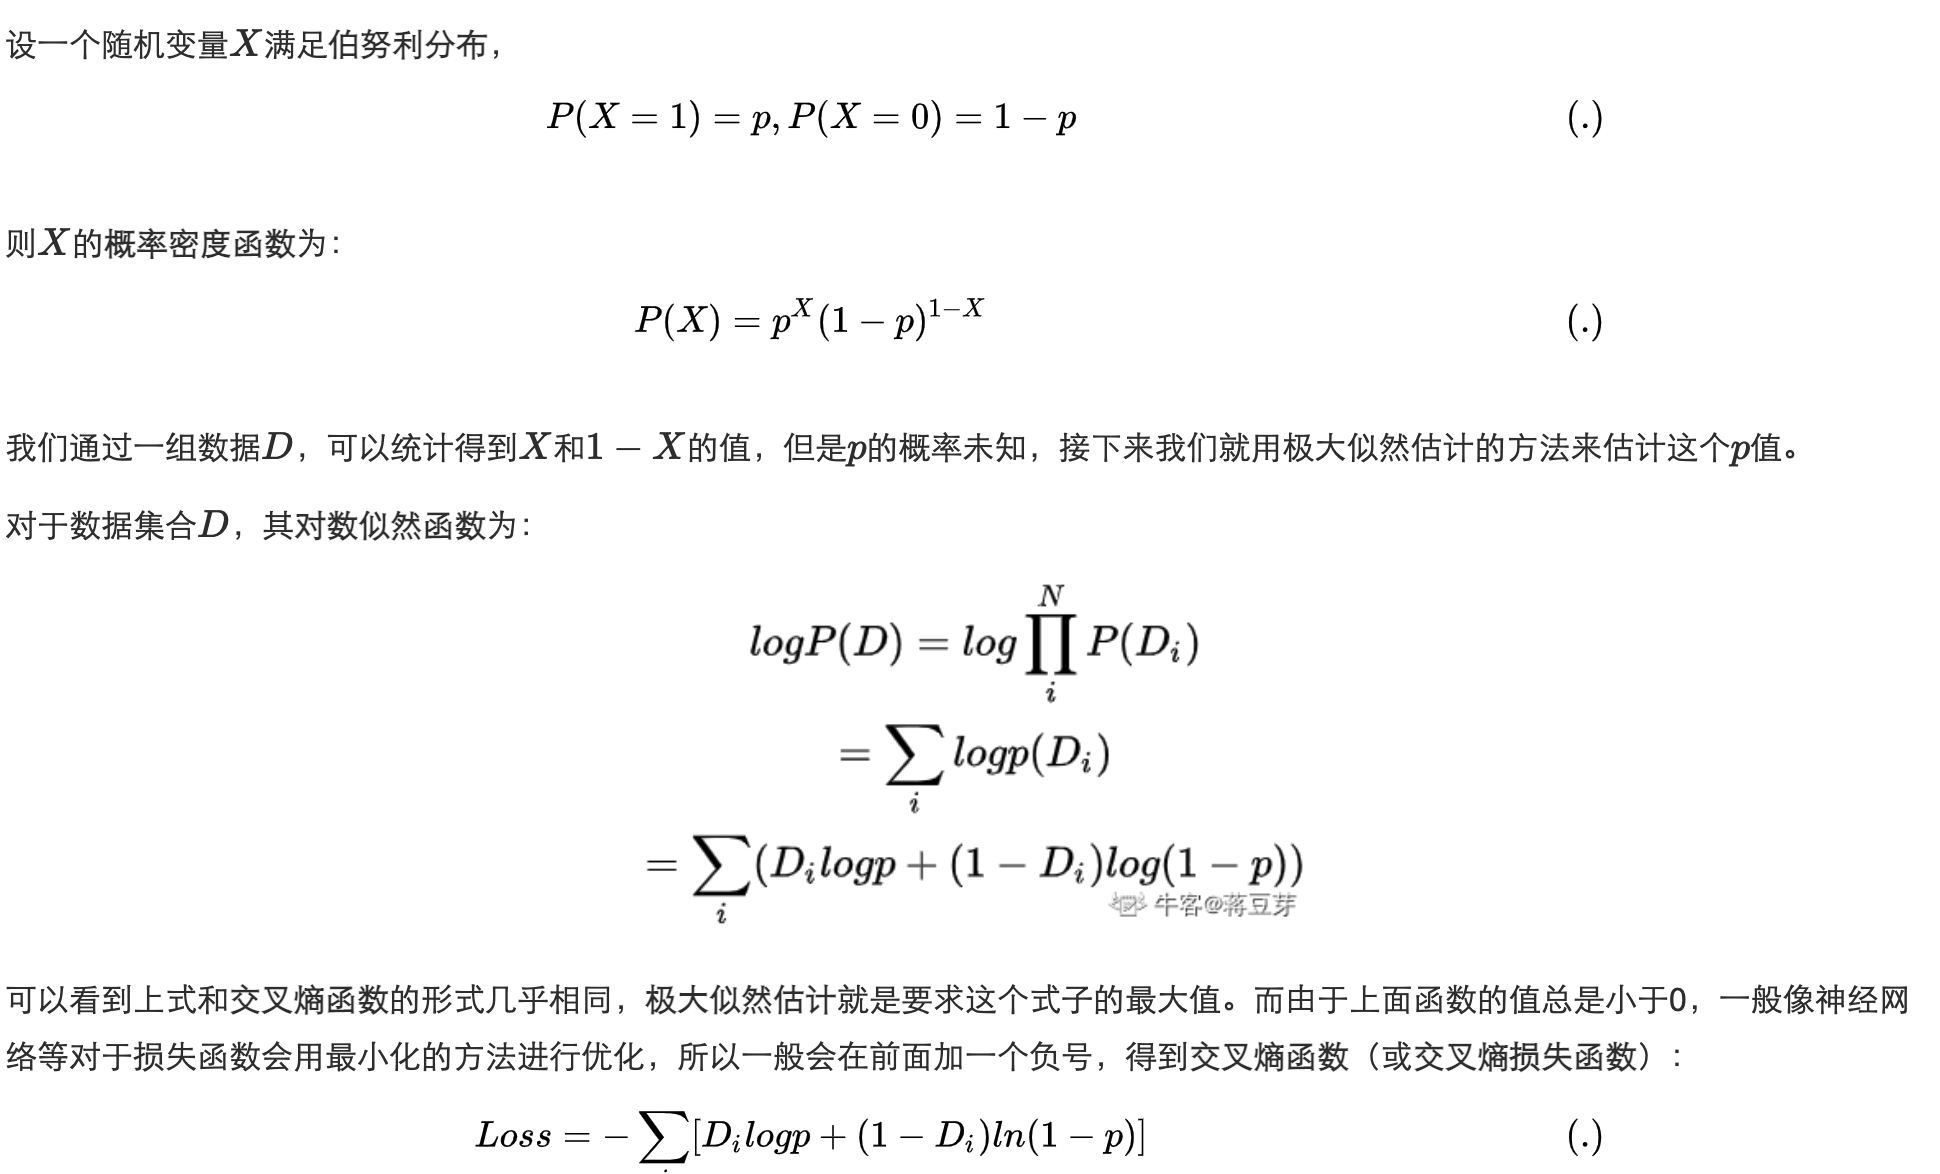 设一个随机变量X满足伯努利分布，
P(X = 1) = p, P(X = 0) = 1 − p (.)
则X的概率密度函数为：
P(X) = p^X(1 − p)^{1−X} (.)
我们通过一组数据D，可以统计得到X和1 − X的值，但是p的概率未知，接下来我们就用极大似然估计的方法来估计这个p值。
对于数据集合D，其对数似然函数为：
logP(D) = log∏_i^N P(D_i)
= ∑_i logp(D_i)
= ∑_i (D_i logp + (1 − D_i)log(1 − p))
牛客@蒋豆芽
可以看到上式和交叉熵函数的形式几乎相同，极大似然估计就是要求这个式子的最大值。而由于上面函数的值总是小于0，一般像神经网
络等对于损失函数会用最小化的方法进行优化，所以一般会在前面加一个负号，得到交叉熵函数（或交叉熵损失函数）：
Loss = −∑[D_i logp + (1 − D_i)ln(1 − p)] (.)